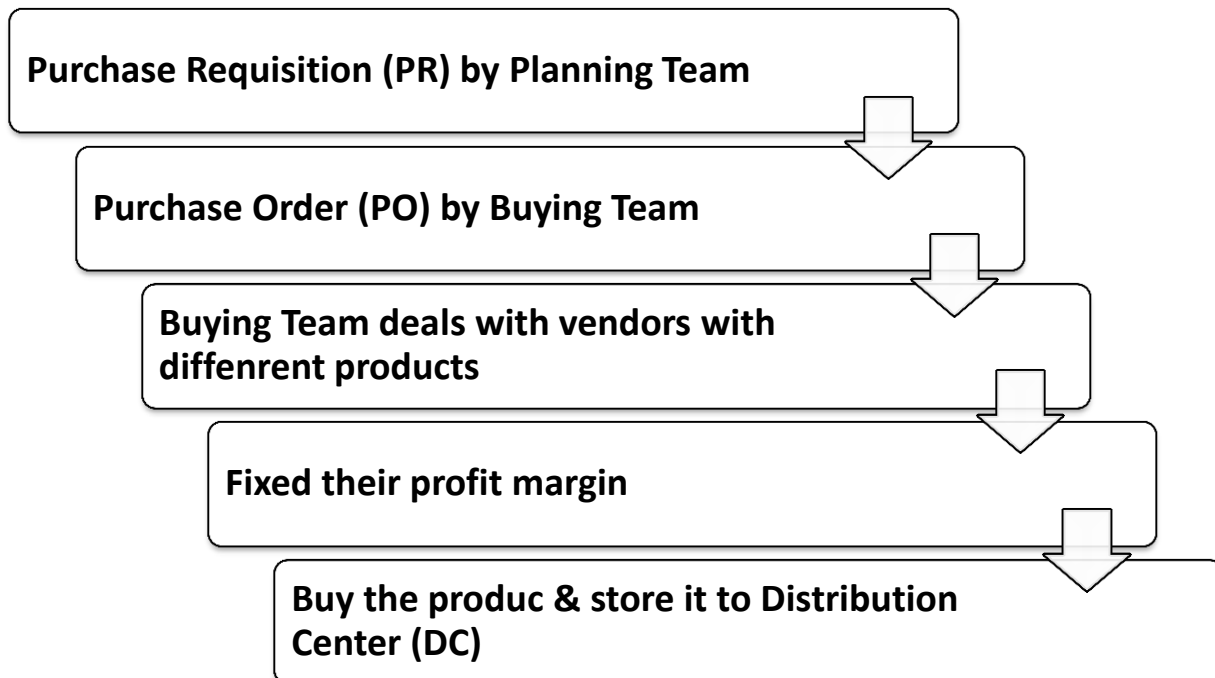 Purchase Requisition (PR) by Planning Team
Purchase Order (PO) by Buying Team
Buying Team deals with vendors with
diffenrent products
Fixed their profit margin
Buy the produc & store it to Distribution
Center (DC)